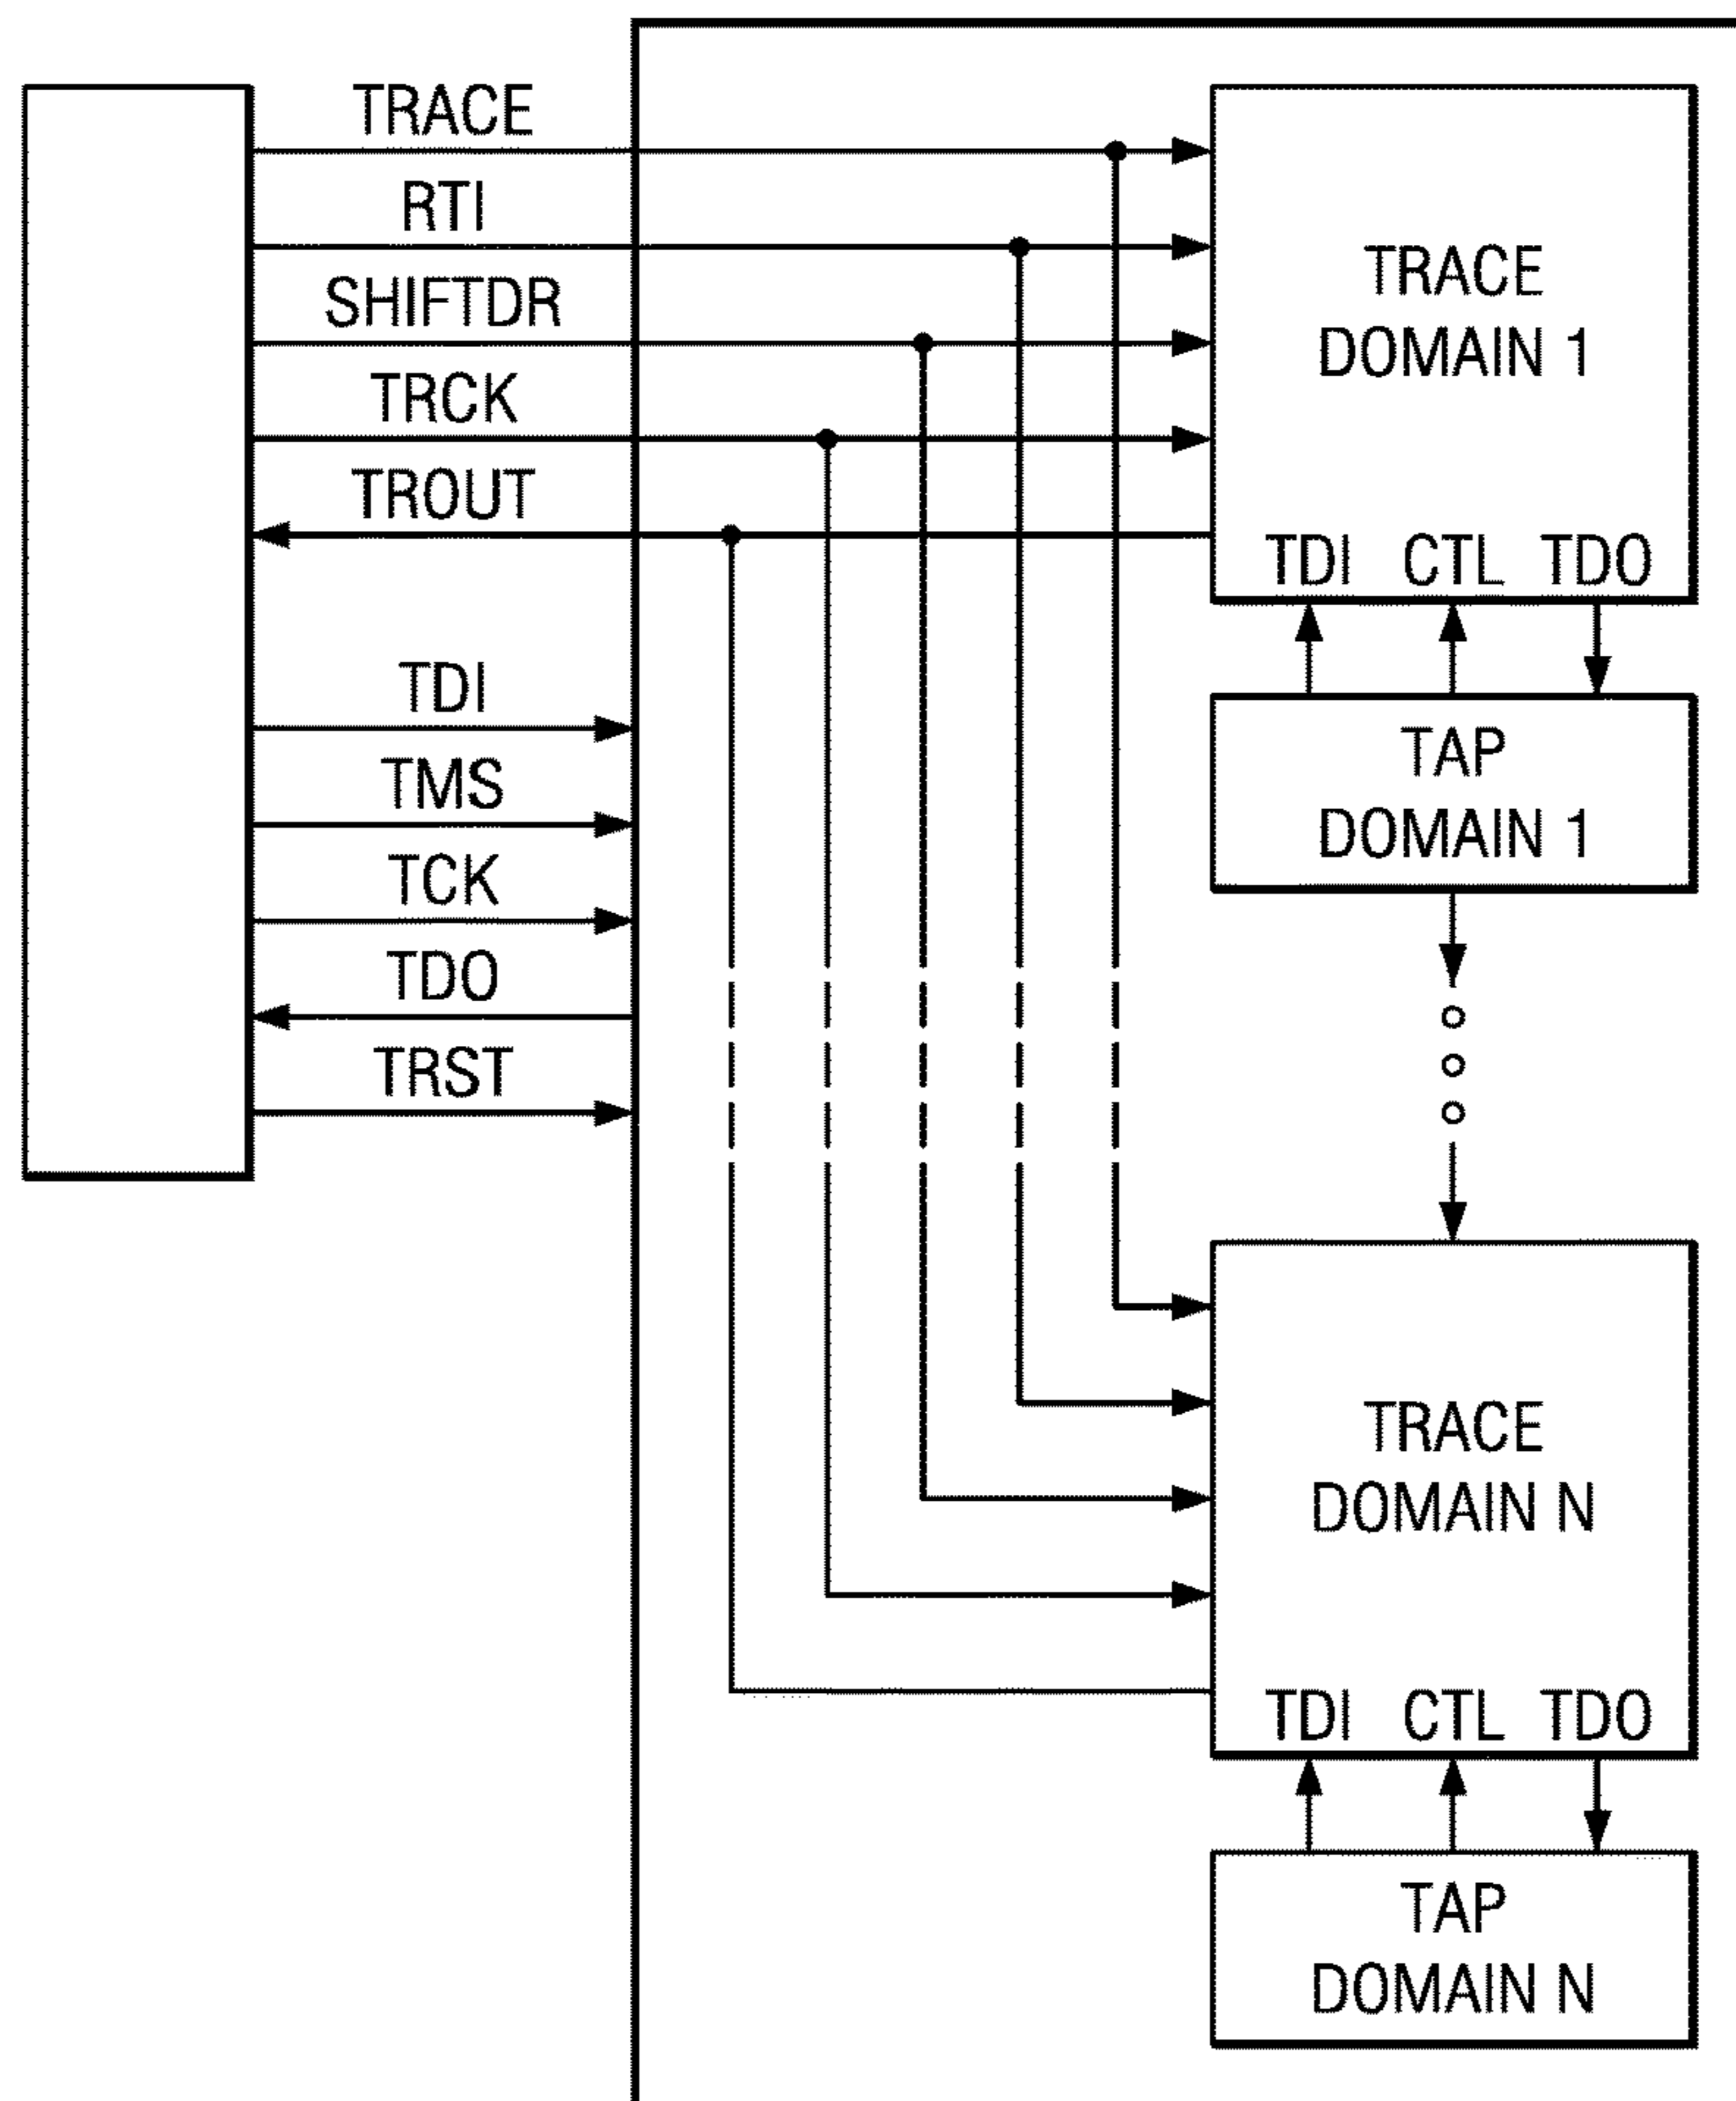 TRACE
RTI
SHIFTDR
TRCK
TROUT
TDI
TMS
TCK
TDO
TRST
TRACE
DOMAIN 1
TDI CTL TDO
TAP
DOMAIN 1
TRACE
DOMAIN N
TDI CTL TDO
TAP
DOMAIN N